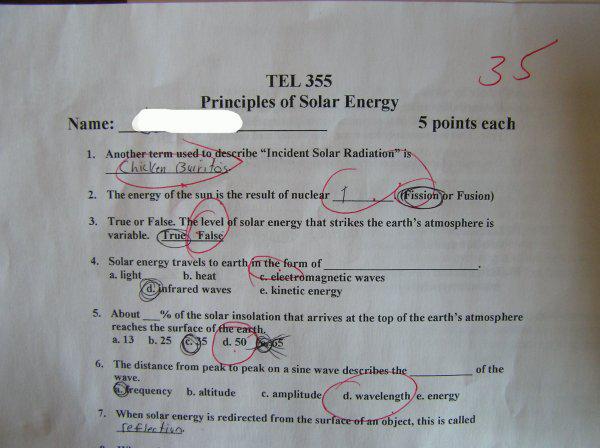 35
TEL 355
Principles of Solar Energy
Name: 5 points each
1. Another term used to describe "Incident Solar Radiation" is
Chicken Burritos.
2. The energy of the sun is the result of nuclear . (Fission or Fusion)
3. True or False. The level of solar energy that strikes the earth's atmosphere is
variable. True False
4. Solar energy travels to earth in the form of .
a. light b. heat c. electromagnetic waves
d. infrared waves e. kinetic energy
5. About % of the solar insolation that arrives at the top of the earth's atmosphere
reaches the surface of the earth.
a. 13 b. 25 c. 35 d. 50 e. 65
6. The distance from peak to peak on a sine wave describes the of the
wave.
a. frequency b. altitude c. amplitude d. wavelength e. energy
7. When solar energy is redirected from the surface of an object, this is called
reflection.